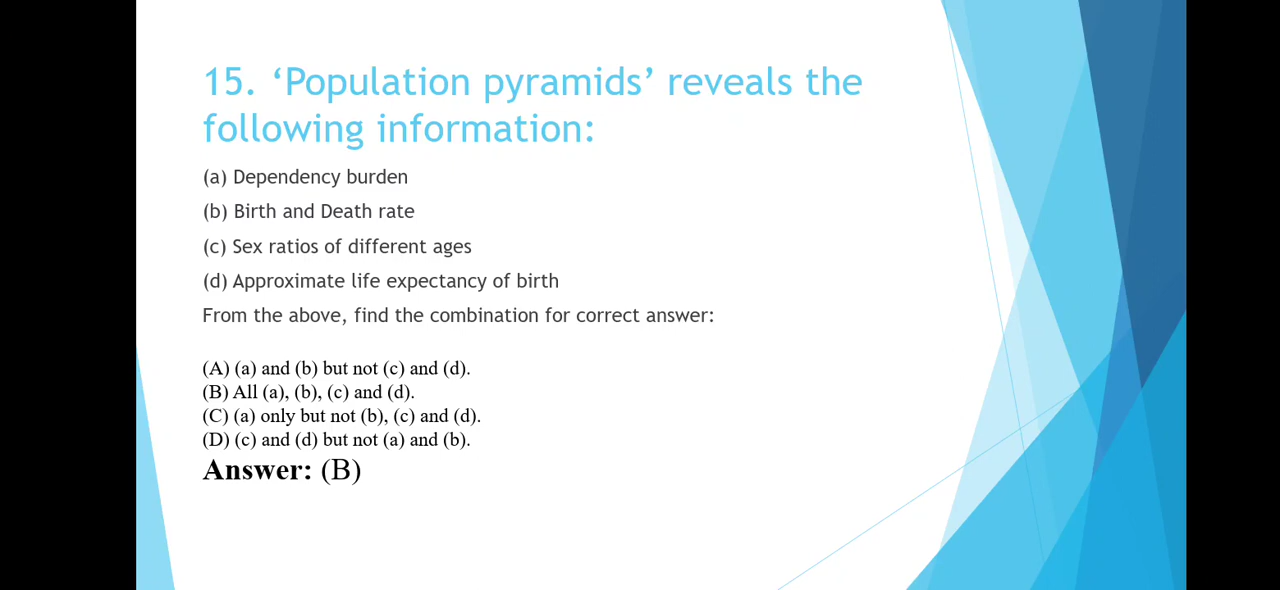 15. ‘Population pyramids’ reveals the
following information:
(a) Dependency burden
(b) Birth and Death rate
(c) Sex ratios of different ages
(d) Approximate life expectancy of birth
From the above, find the combination for correct answer:
(A) (a) and (b) but not (c) and (d).
(B) All (a), (b), (c) and (d).
(C) (a) only but not (b), (c) and (d).
(D) (c) and (d) but not (a) and (b).
Answer: (B)